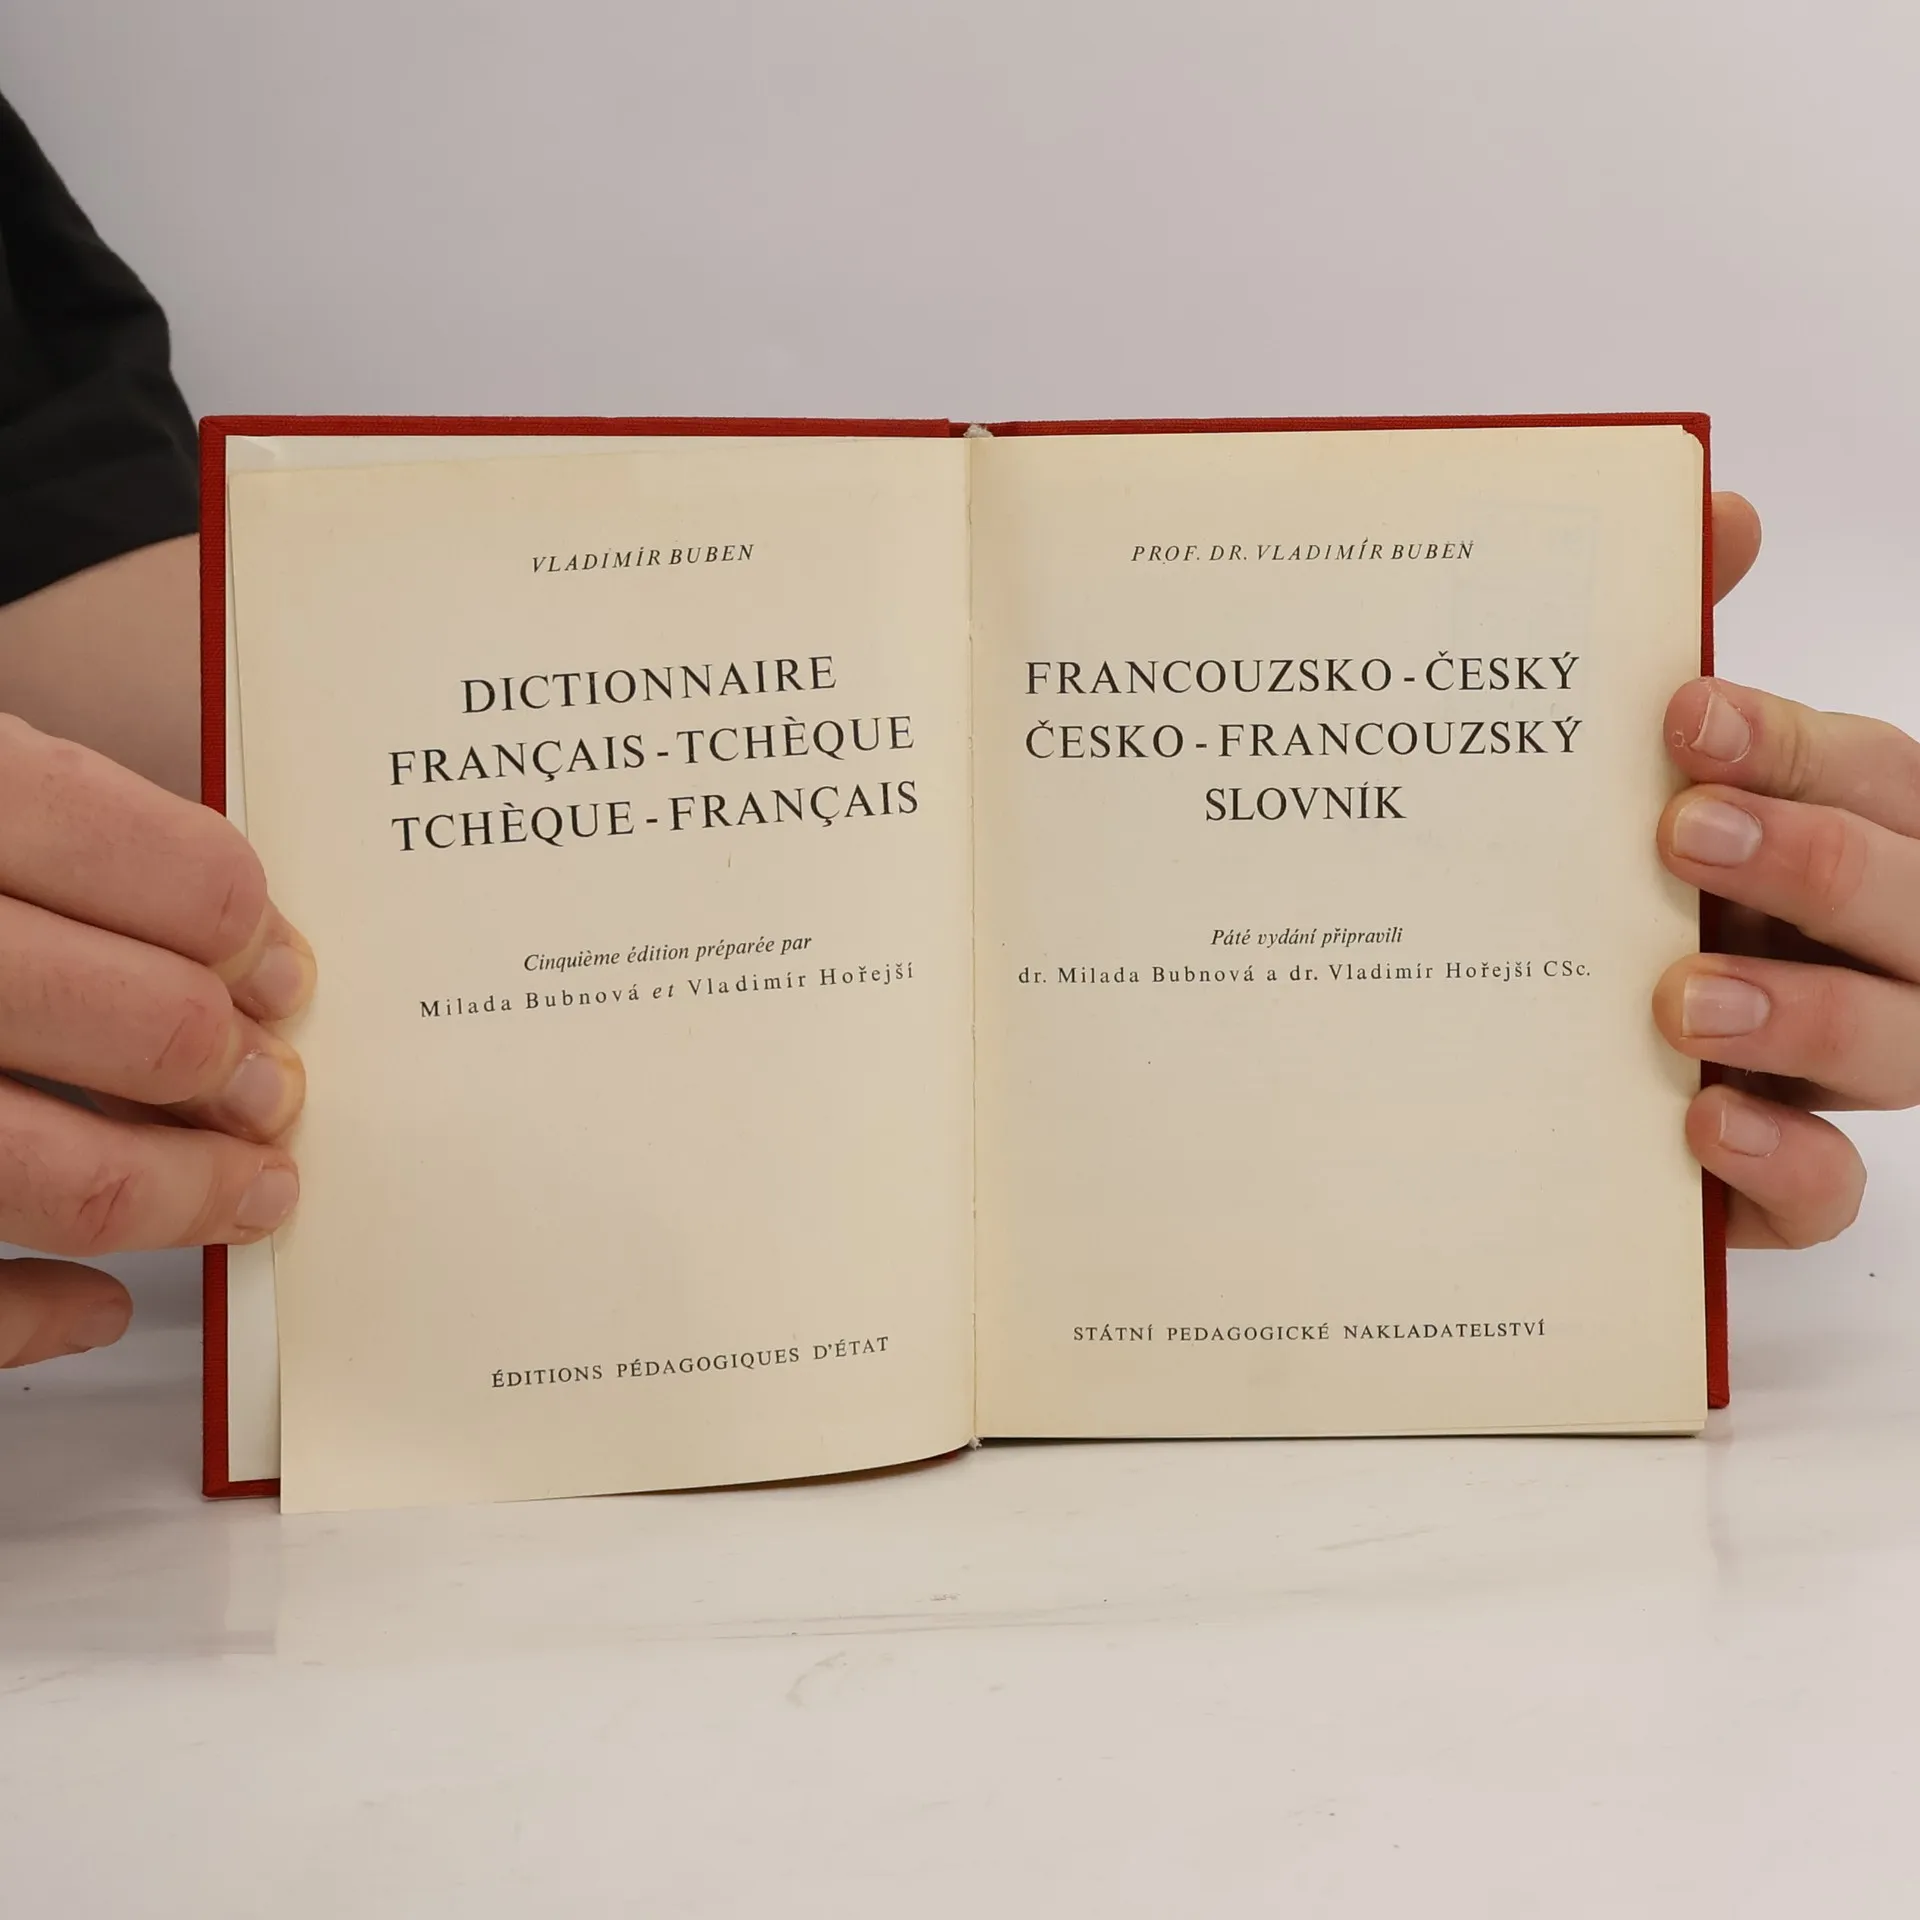 VLADIMÍR BUBEN
DICTIONNAIRE
FRANÇAIS - TCHÈQUE
TCHÈQUE - FRANÇAIS
Cinquième édition préparée par
Milada Bubnová et Vladimír Hořejší
ÉDITIONS PÉDAGOGIQUES D'ÉTAT
PROF. DR. VLADIMÍR BUBEN
FRANCOUZSKO - ČESKÝ
ČESKO - FRANCOUZSKÝ
SLOVNÍK
Páté vydání připravili
dr. Milada Bubnová a dr. Vladimír Hořejší CSc.
STÁTNÍ PEDAGOGICKÉ NAKLADATELSTVÍ